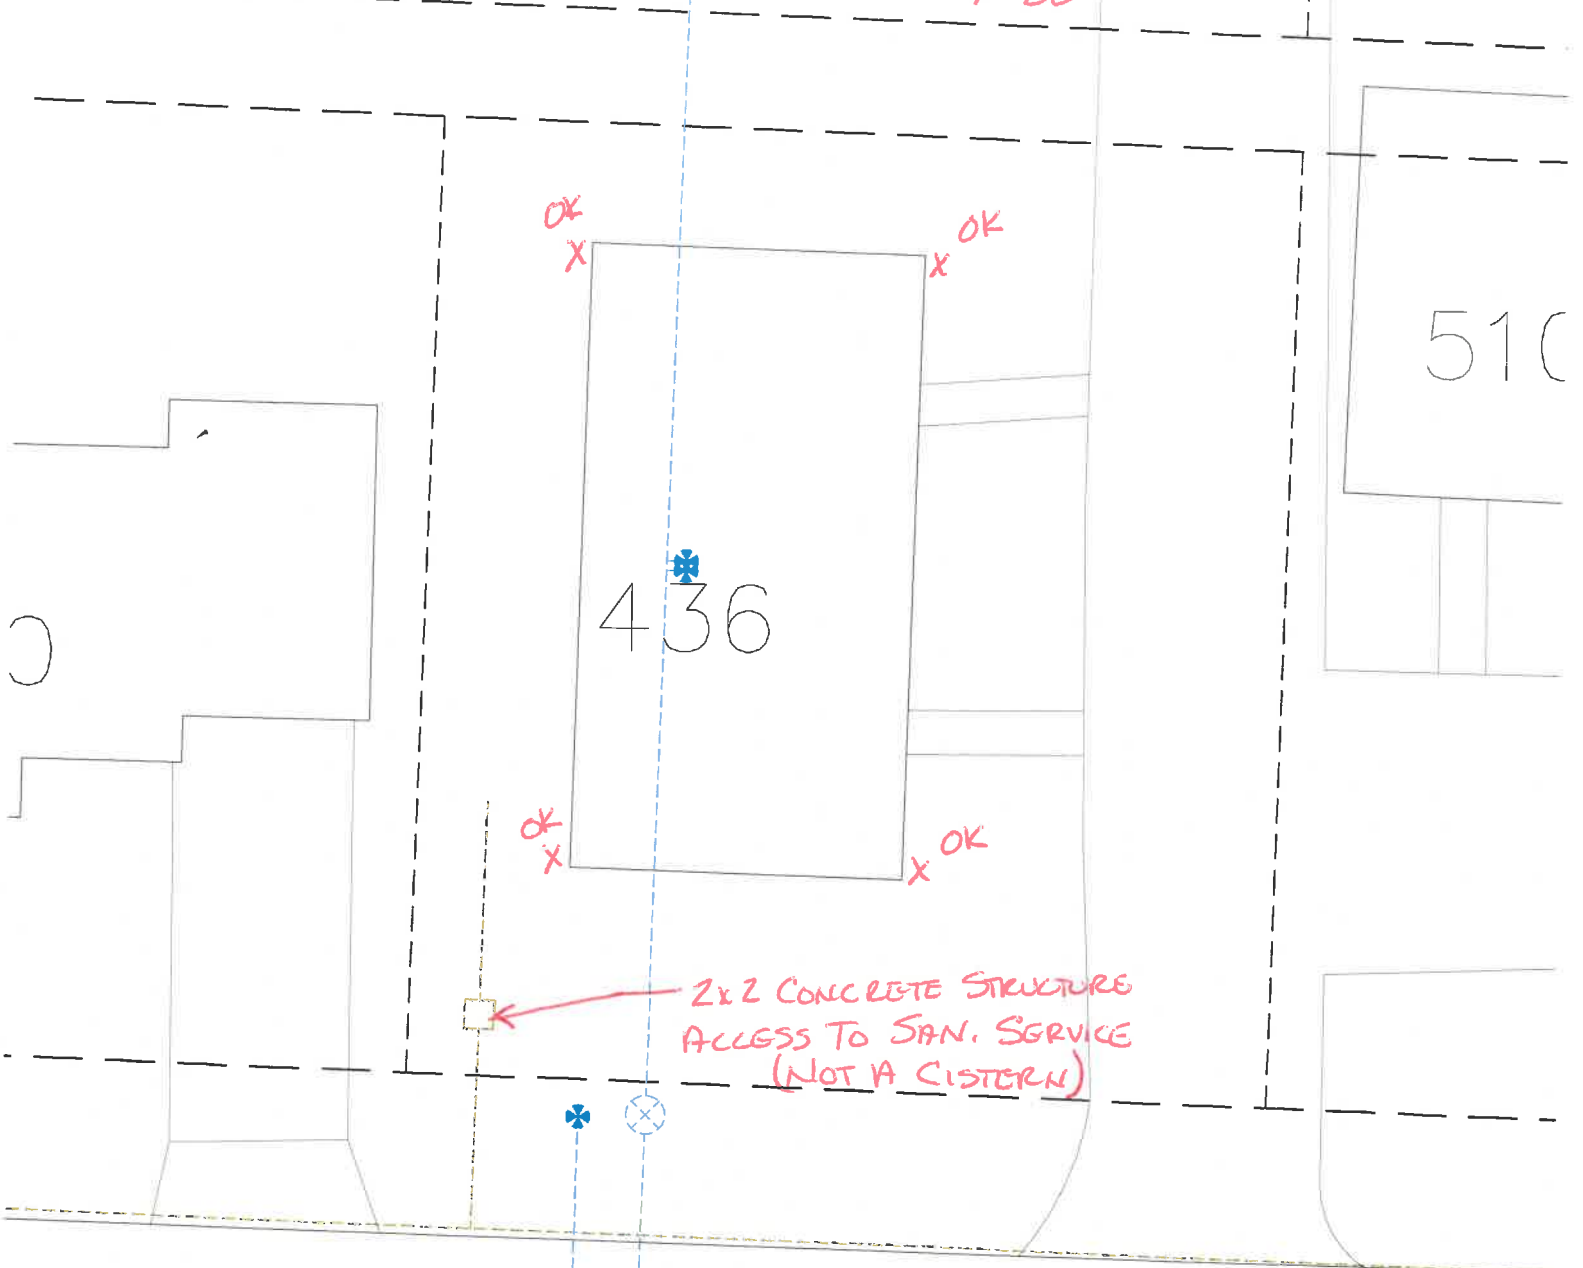 OK
OK
510
436
OK
OK
2x2 CONCRETE STRUCTURE
ACCESS TO SAN. SERVICE
(NOT A CISTERN)